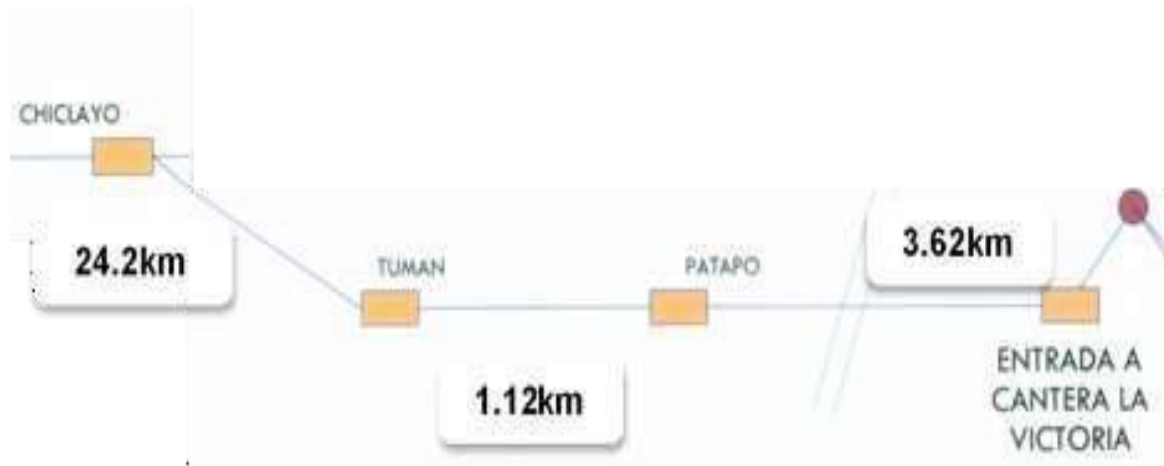 CHICLAYO
24.2km
TUMAN
PATAPO
3.62km
1.12km
ENTRADA A
CANTERA LA
VICTORIA